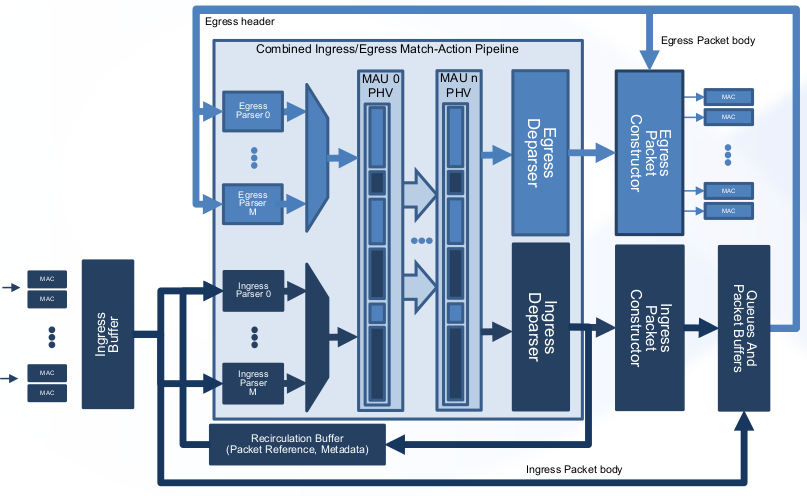 Egress header
Combined Ingress/Egress Match-Action Pipeline
Egress Packet body
MAU 0
PHV
MAU n
PHV
Egress
Parser 0
Egress
Parser
M
Egress
Deparser
Egress
Packet
Constructor
MAC
MAC
MAC
MAC
MAC
MAC
MAC
MAC
Ingress
Buffer
Ingress
Parser 0
Ingress
Parser
M
Ingress
Deparser
Ingress
Packet
Constructor
Queues And
Packet Buffers
Recirculation Buffer
(Packet Reference, Metadata)
Ingress Packet body